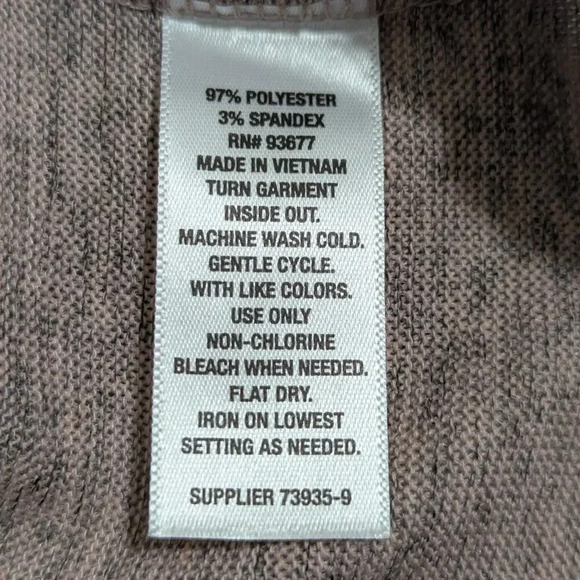 97% POLYESTER
3% SPANDEX
RN# 93677
MADE IN VIETNAM
TURN GARMENT
INSIDE OUT.
MACHINE WASH COLD.
GENTLE CYCLE.
WITH LIKE COLORS.
USE ONLY
NON-CHLORINE
BLEACH WHEN NEEDED.
FLAT DRY.
IRON ON LOWEST
SETTING AS NEEDED.
SUPPLIER 73935-9